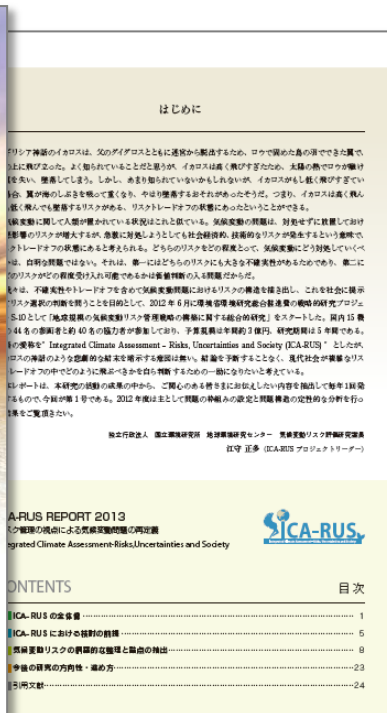 はじめに
リシア神話のイカロスは、父のダイダロスとともに迷宮から脱出するため、ロウで固めた鳥の羽でできた翼で、
に飛び立った。よく知られていることだと思うが、イカロスは高く飛びすぎたため、太陽の熱でロウが融け
を失い、墜落してしまう。しかし、あまり知られていないかもしれないが、イカロスがもし低く飛びすぎてい
合、翼が海のしぶきを吸って重くなり、やはり墜落するおそれがあったそうだ。つまり、イカロスは高く飛ん
低く飛んでも墜落するリスクがある、リスクトレードオフの状態にあったということができる。
候変動に関して人類が置かれている状況はこれと似ている。気候変動の問題は、対処せずに放置しておけ
影響のリスクが増大するが、急激に対処しようとしても社会経済的、技術的なリスクが発生するという意味で、
クトレードオフの状態にあると考えられる。どちらのリスクをどの程度とって、気候変動にどう対処していくべ
は、自明な問題ではない。それは、第一にはどちらのリスクにも大きな不確実性があるためであり、第二に
のリスクがどの程度受け入れ可能であるかは価値判断の入る問題だからだ。
々は、不確実性やトレードオフを含めて気候変動問題におけるリスクの構造を描き出し、これを社会に提示
リスク選択の判断を問うことを目的として、2012 年 6 月に環境省環境研究総合推進費の戦略的研究プロジェ
S-10として「地球規模の気候変動リスク管理戦略の構築に関する総合的研究」をスタートした。国内 15 機
44 名の参画者と約 40 名の協力者が参加しており、予算規模は年間約 3 億円、研究期間は 5 年間である。
の愛称を" Integrated Climate Assessment – Risks, Uncertainties and Society (ICA-RUS) " としたが、
ロスの神話のような悲劇的な結末を暗示する意図は無い。結論を予断することなく、現代社会が複雑なリス
レードオフの中でどのように飛ぶべきかを自ら判断するための一助になりたいと考えている。
レポートは、本研究の活動の成果の中から、ご関心のある皆さまにお伝えしたい内容を抽出して毎年 1 回発
するもので、今回が第 1 号である。2012 年度は主として問題の枠組みの設定と問題構造の定性的な分析を行っ
果をご覧頂きたい。
独立行政法人 国立環境研究所 地球環境研究センター 気候変動リスク評価研究室長
江守 正多 (ICA-RUS プロジェクトリーダー)
A-RUS REPORT 2013
スク管理の視点による気候変動問題の再定義
egrated Climate Assessment-Risks,Uncertainties and Society
ICA-RUS
ONTENTS 目次
ICA-RUS の全体像 1
ICA-RUS における検討の前提 5
気候変動リスクの網羅的な整理と論点の抽出 8
今後の研究の方向性・進め方 23
引用文献 24